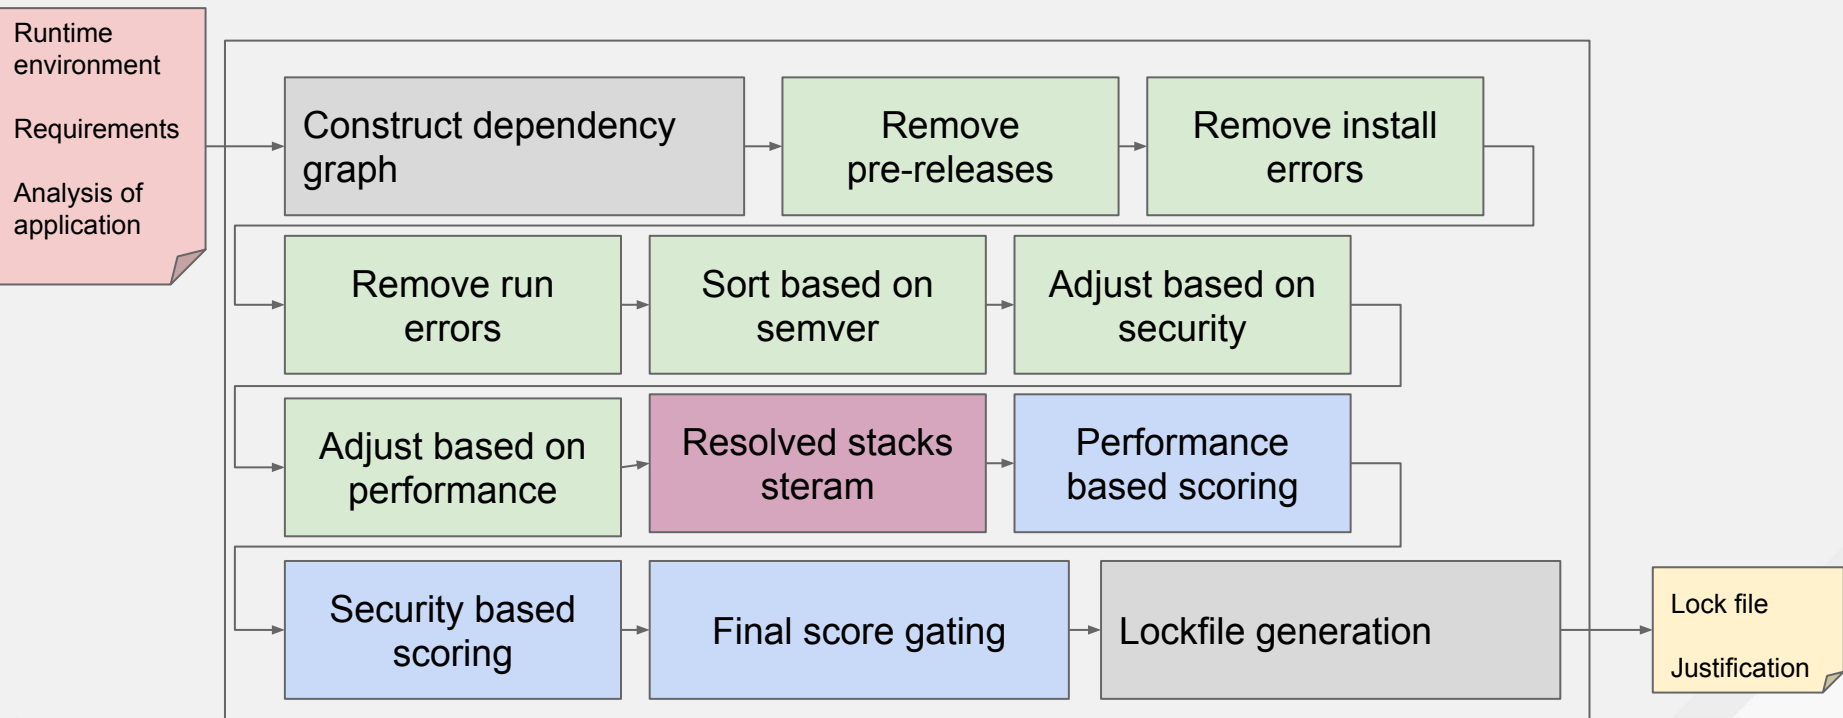 Runtime
environment
Requirements
Analysis of
application
Construct dependency
graph
Remove
pre-releases
Remove install
errors
Remove run
errors
Sort based on
semver
Adjust based on
security
Adjust based on
performance
Resolved stacks
steram
Performance
based scoring
Security based
scoring
Final score gating
Lockfile generation
Lock file
Justification